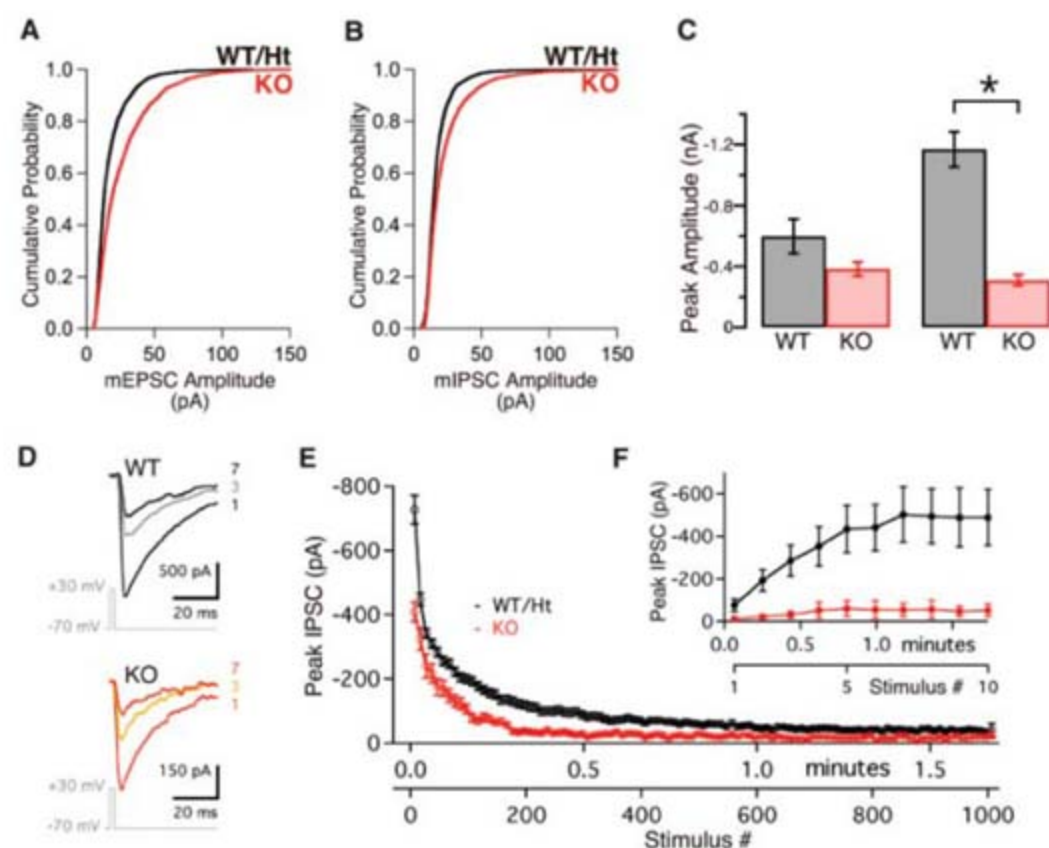 A
WT/Ht
KO
1.0
0.8
0.6
0.4
0.2
0.0
0 50 100 150
Cumulative Probability
mEPSC Amplitude
(pA)
B
WT/Ht
KO
1.0
0.8
0.6
0.4
0.2
0.0
0 50 100 150
Cumulative Probability
mIPSC Amplitude
(pA)
C
*
Peak Amplitude (nA)
-1.2
-0.8
-0.4
0
WT KO WT KO
D
WT
7
3
1
+30 mV
-70 mV
500 pA
20 ms
KO
7
3
1
+30 mV
-70 mV
150 pA
20 ms
E
Peak IPSC (pA)
-800
-600
-400
-200
0
WT/Ht
KO
0.0 0.5 1.0 minutes 1.5
0 200 400 600 800 1000
Stimulus #
F
Peak IPSC (pA)
-600
-400
-200
0
0.0 0.5 1.0 minutes
1 5 Stimulus # 10